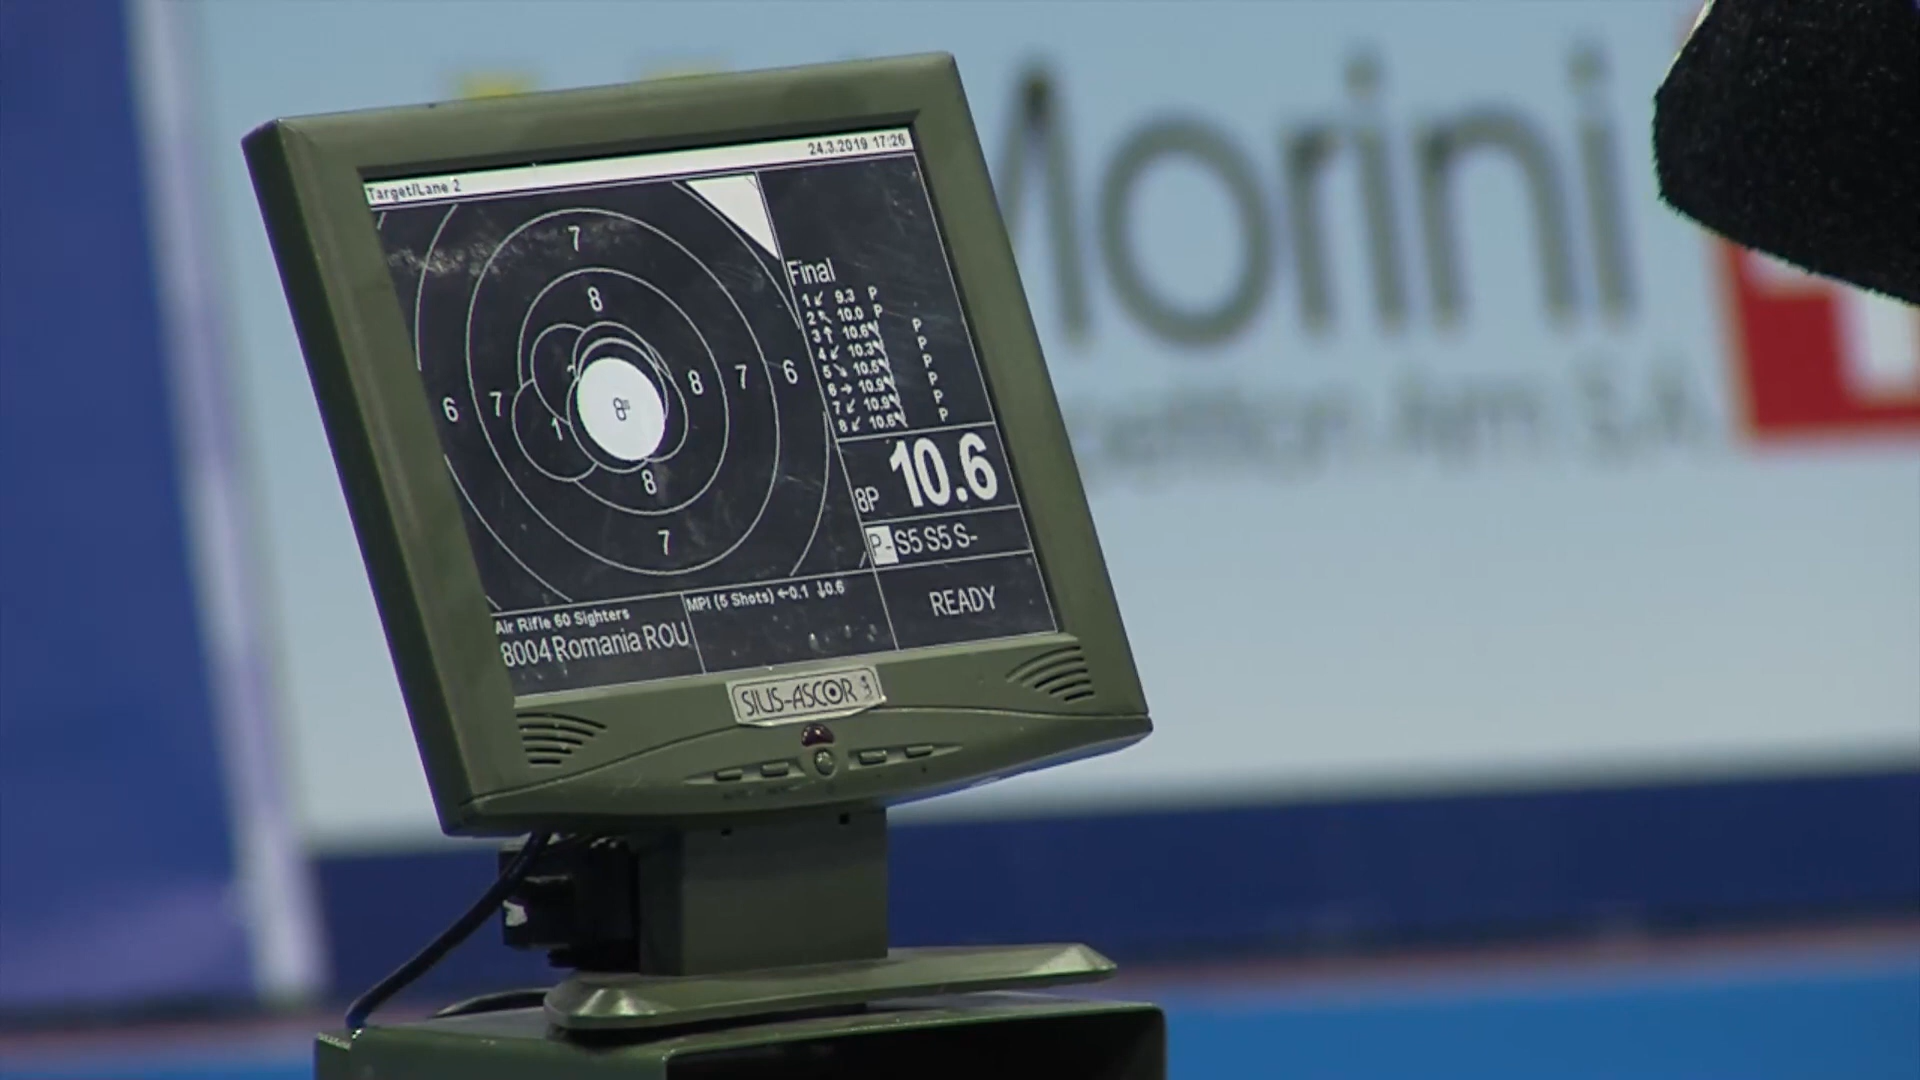 Morini
24.3.2019 17:26
Target/Lane 2
7
8
6 7 8 8 7 6
1
8
7
Final
1↙ 9.3 P
2↖ 10.0 P
3↑ 10.6 P
4↙ 10.3 P
5↘ 10.5 P
6→ 10.9 P
7↙ 10.9 P
8↙ 10.6 P
8P 10.6
P- S5 S5 S-
READY
MPI (5 Shots) ←0.1 ↓0.6
Air Rifle 60 Sighters
8004 Romania ROU
SIUS-ASCOR